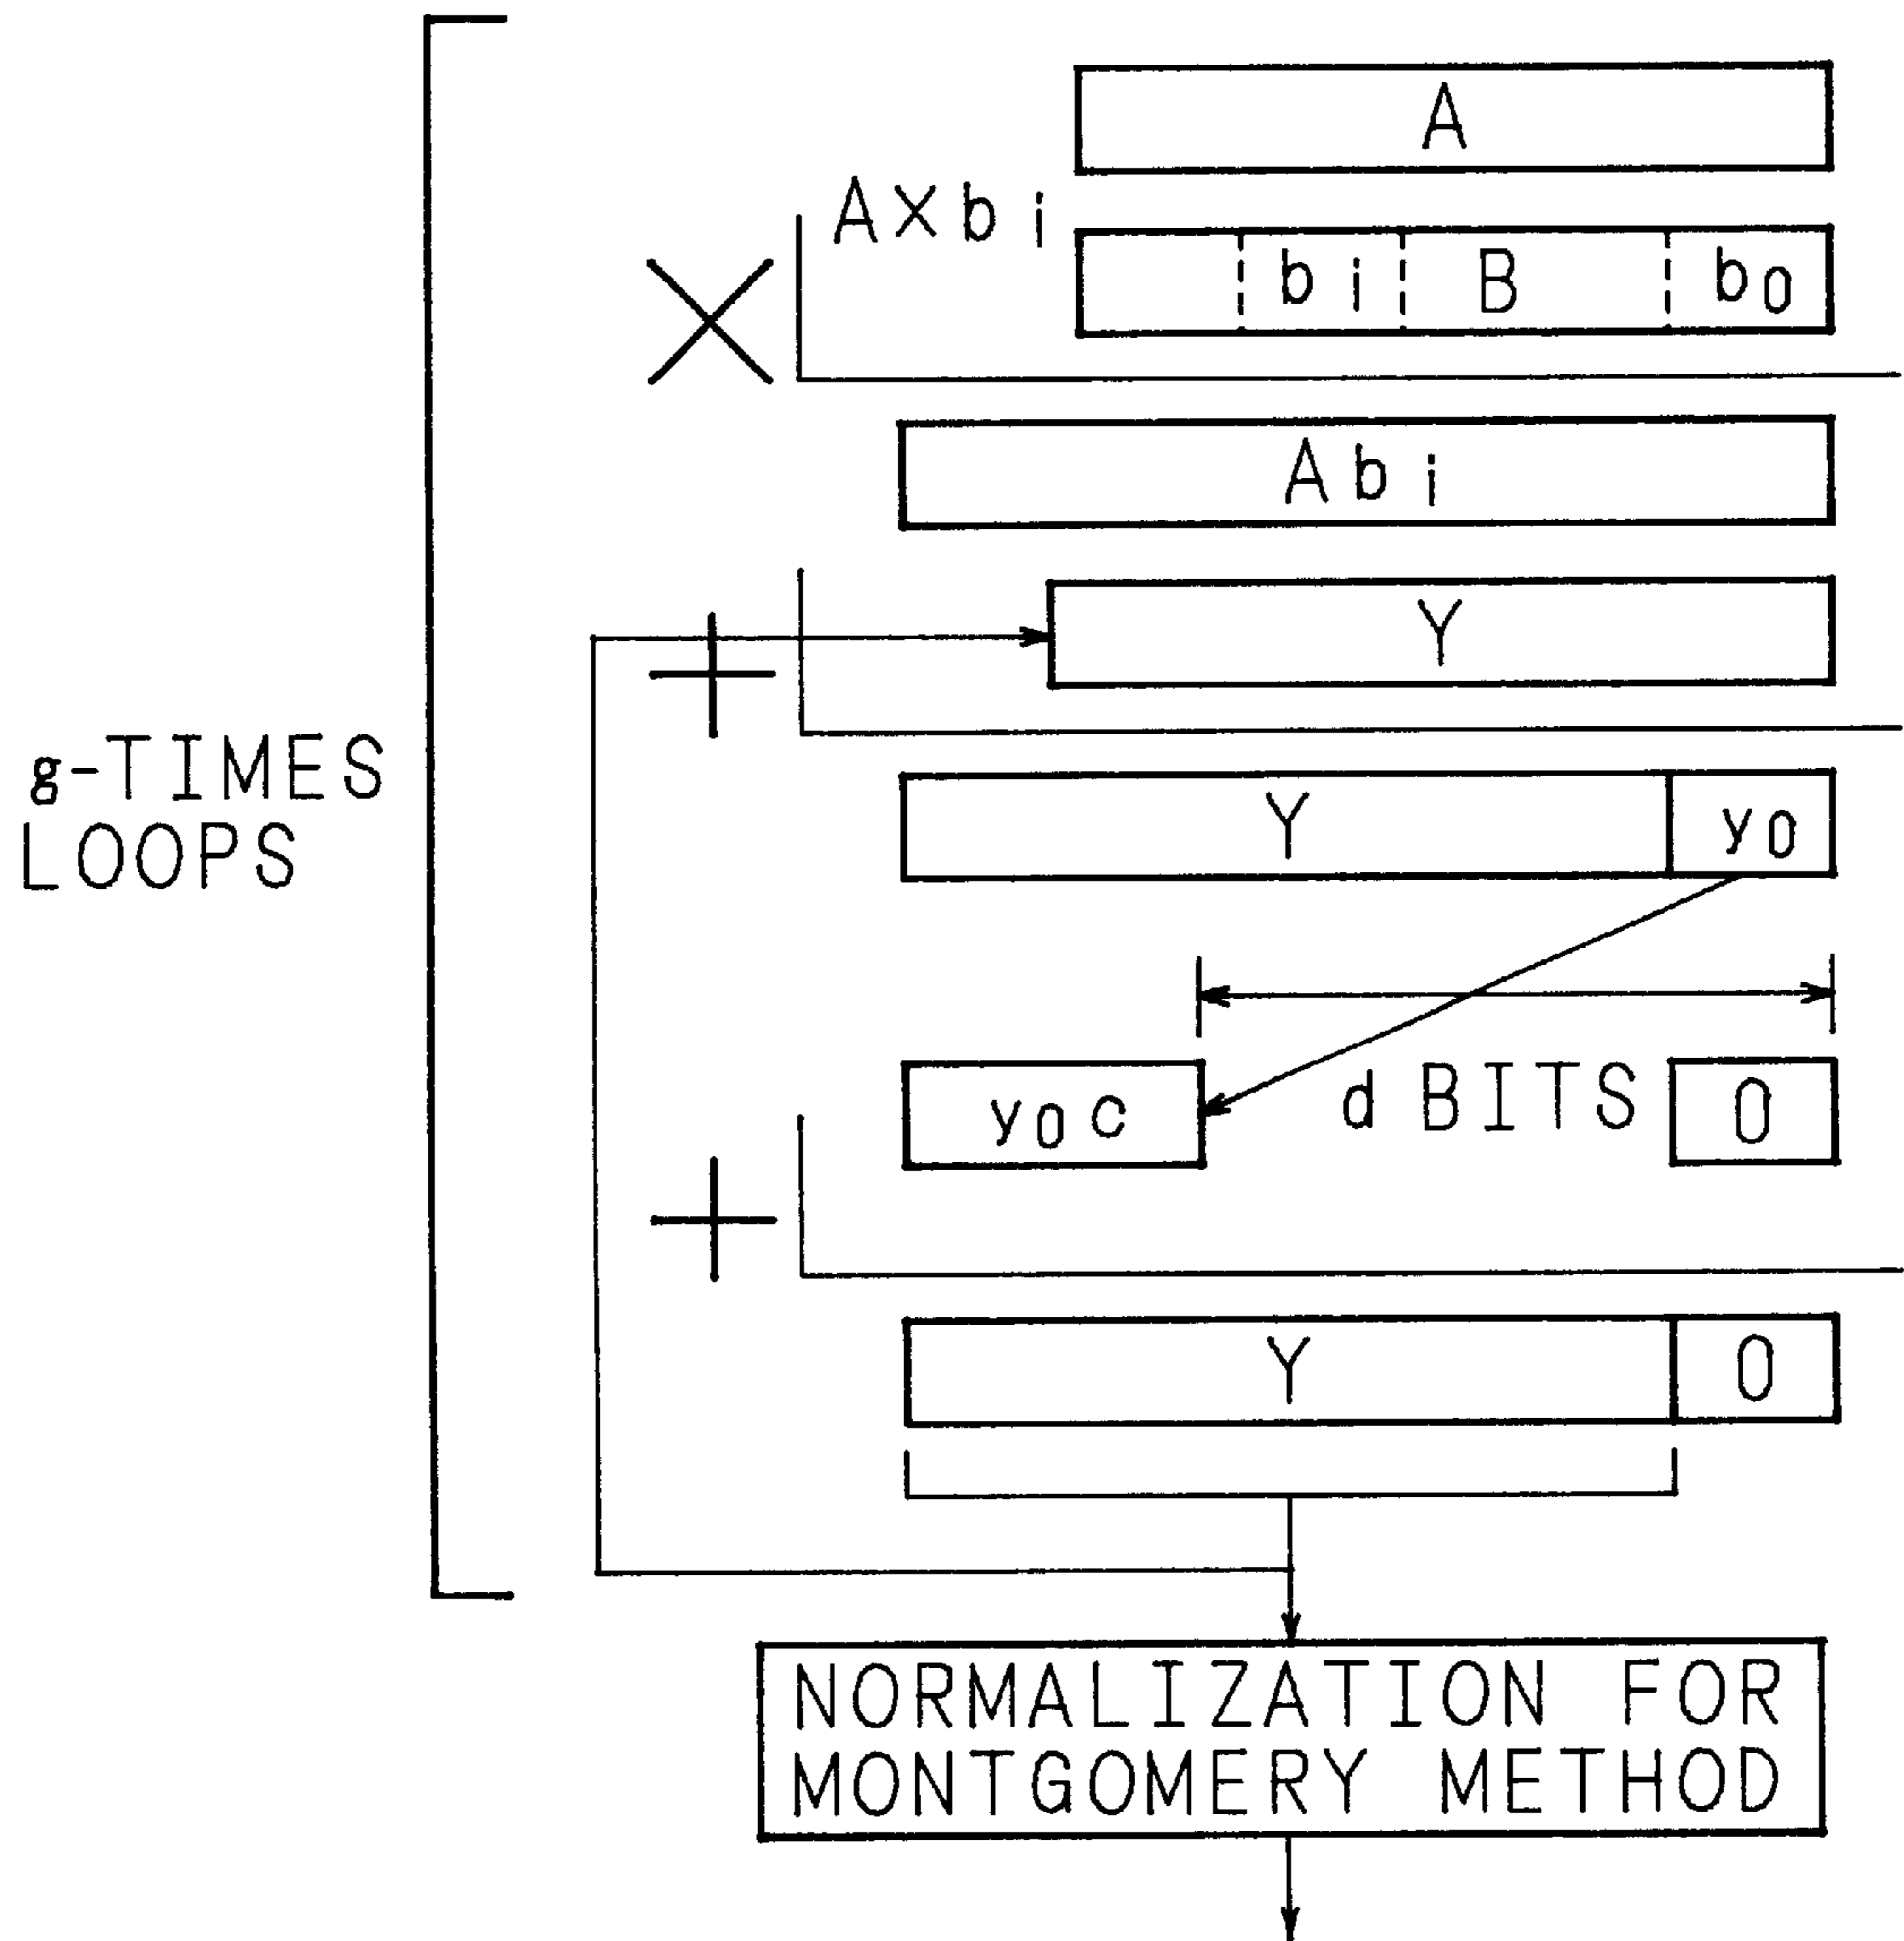 A
A×bi
bi B b0
Abi
Y
g-TIMES
LOOPS
Y y0
y0c d BITS 0
Y 0
NORMALIZATION FOR
MONTGOMERY METHOD